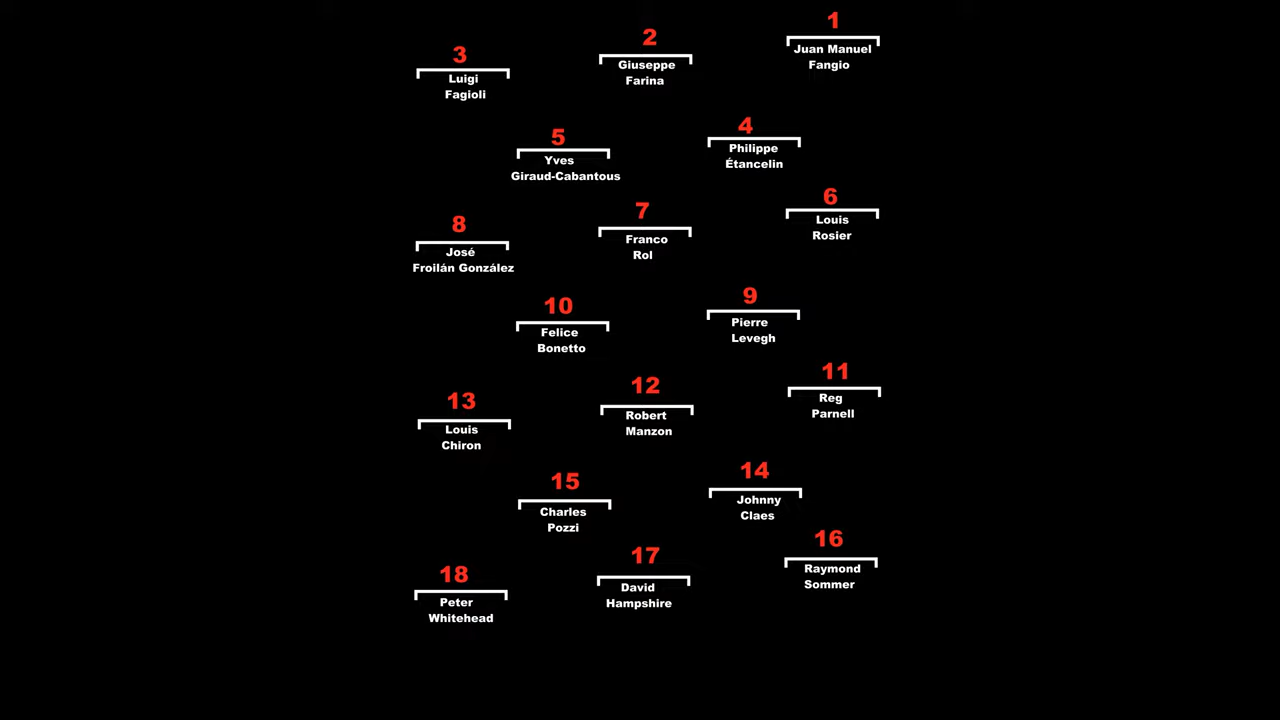 1
Juan Manuel
Fangio
2
Giuseppe
Farina
3
Luigi
Fagioli
4
Philippe
Étancelin
5
Yves
Giraud-Cabantous
6
Louis
Rosier
7
Franco
Rol
8
José
Froilán González
9
Pierre
Levegh
10
Felice
Bonetto
11
Reg
Parnell
12
Robert
Manzon
13
Louis
Chiron
14
Johnny
Claes
15
Charles
Pozzi
16
Raymond
Sommer
17
David
Hampshire
18
Peter
Whitehead